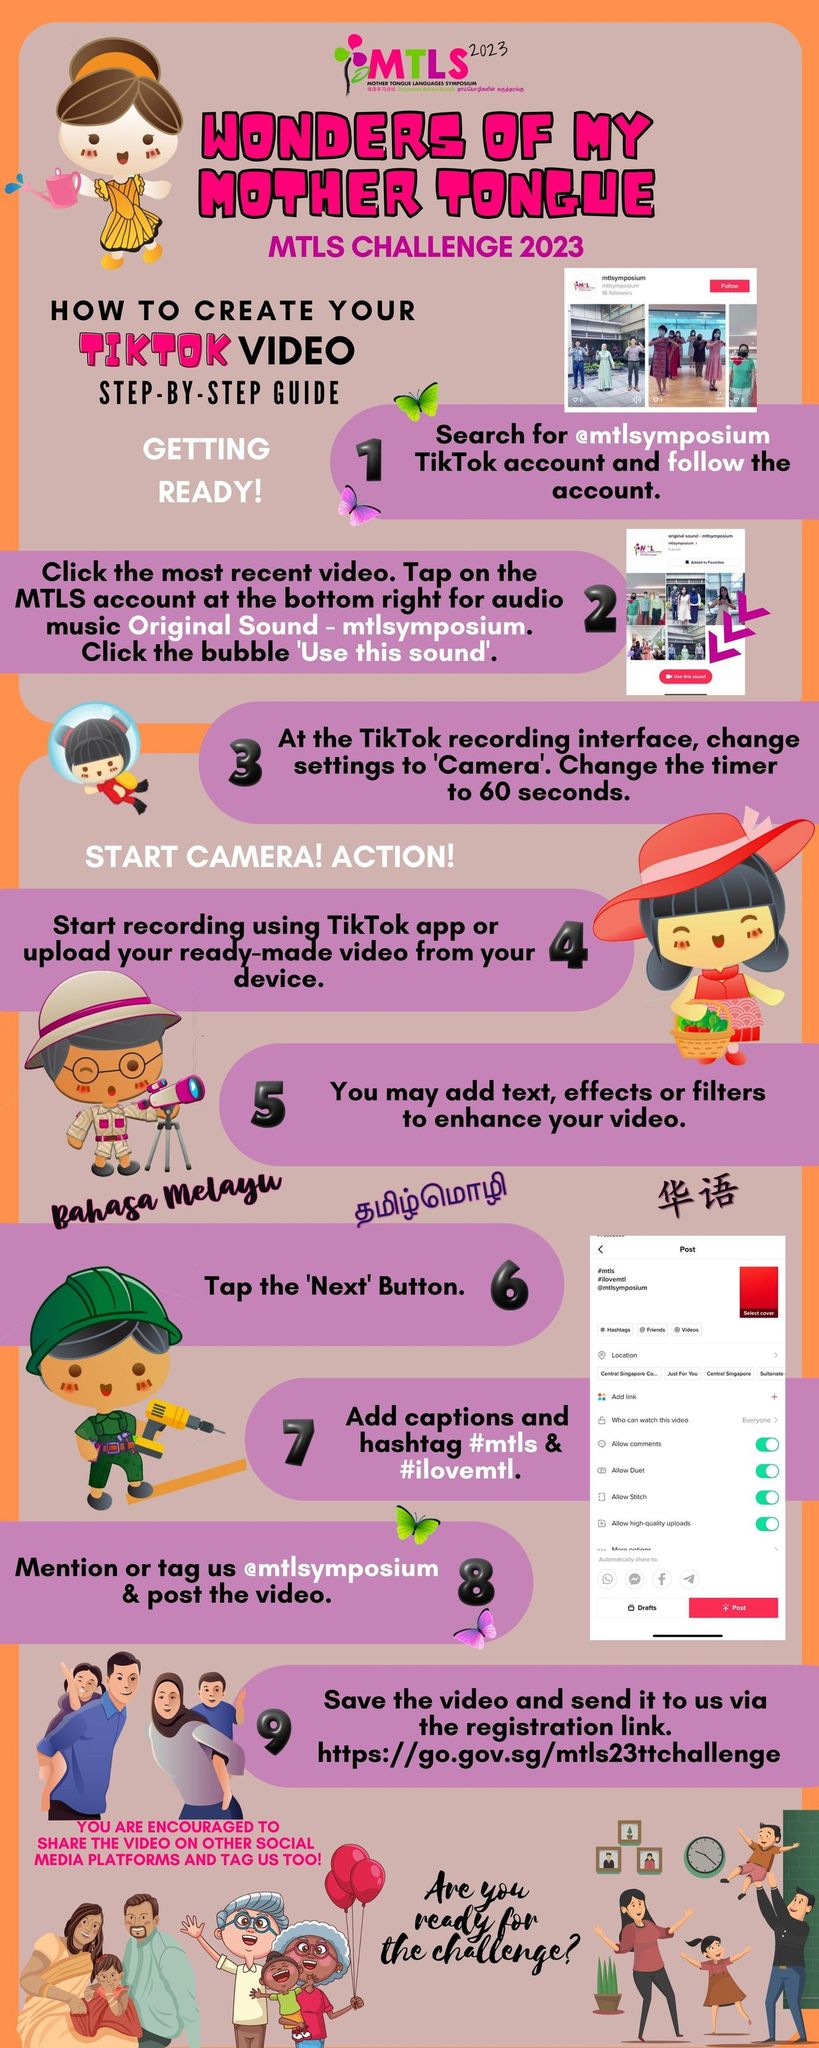 MTLS 2023
MOTHER TONGUE LANGUAGES SYMPOSIUM
WONDERS OF MY
MOTHER TONGUE
MTLS CHALLENGE 2023
HOW TO CREATE YOUR
TIKTOK VIDEO
STEP-BY-STEP GUIDE
mtlsymposium
mtlsymposium
16 followers
Follow
GETTING
READY!
1
Search for @mtlsymposium
TikTok account and follow the
account.
Click the most recent video. Tap on the
MTLS account at the bottom right for audio
music Original Sound - mtlsymposium.
Click the bubble 'Use this sound'.
2
original sound - mtlsymposium
mtlsymposium >
Added to Favorites
Use this sound
3
At the TikTok recording interface, change
settings to 'Camera'. Change the timer
to 60 seconds.
START CAMERA! ACTION!
Start recording using TikTok app or
upload your ready-made video from your
device.
4
5
You may add text, effects or filters
to enhance your video.
Bahasa Melayu
தமிழ்மொழி
华语
Tap the 'Next' Button.
6
Post
#mtls
#ilovemtl
@mtlsymposium
Select cover
# Hashtags
@ Friends
Videos
Location
Central Singapore Co...
Just For You
Central Singapore
Sultanate
Add link
Who can watch this video
Everyone
Allow comments
Allow Duet
Allow Stitch
Allow high-quality uploads
More options
Automatically share to:
Drafts
Post
7
Add captions and
hashtag #mtls &
#ilovemtl.
Mention or tag us @mtlsymposium
& post the video.
8
9
Save the video and send it to us via
the registration link.
https://go.gov.sg/mtls23ttchallenge
YOU ARE ENCOURAGED TO
SHARE THE VIDEO ON OTHER SOCIAL
MEDIA PLATFORMS AND TAG US TOO!
Are you
ready for
the challenge?